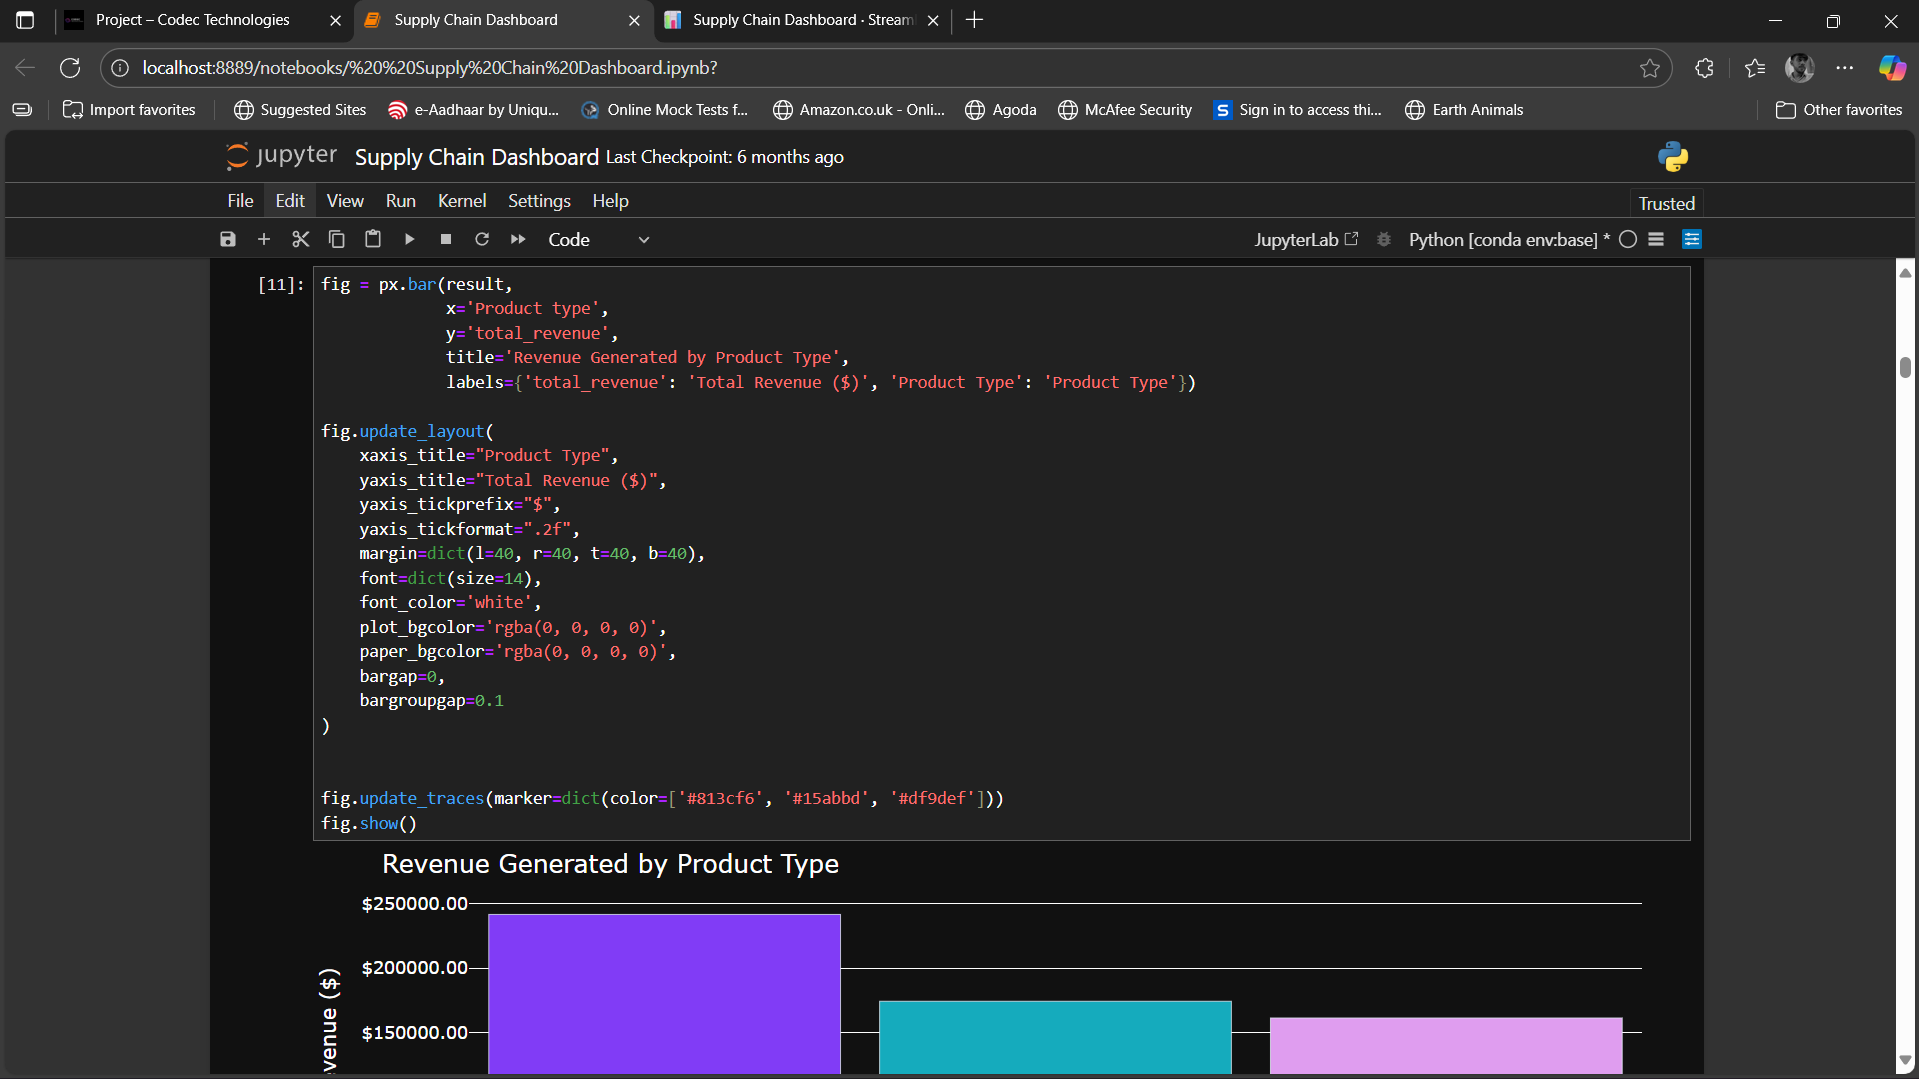 Project – Codec Technologies
Supply Chain Dashboard
Supply Chain Dashboard · Stream
localhost:8889/notebooks/%20%20Supply%20Chain%20Dashboard.ipynb?
Import favorites
Suggested Sites
e-Aadhaar by Uniqu...
Online Mock Tests f...
Amazon.co.uk - Onli...
Agoda
McAfee Security
S Sign in to access thi...
Earth Animals
Other favorites
jupyter Supply Chain Dashboard Last Checkpoint: 6 months ago
File Edit View Run Kernel Settings Help
Trusted
Code
JupyterLab
Python [conda env:base] *
[11]: fig = px.bar(result,
x='Product type',
y='total_revenue',
title='Revenue Generated by Product Type',
labels={'total_revenue': 'Total Revenue ($)', 'Product Type': 'Product Type'})
fig.update_layout(
xaxis_title="Product Type",
yaxis_title="Total Revenue ($)",
yaxis_tickprefix="$",
yaxis_tickformat=".2f",
margin=dict(l=40, r=40, t=40, b=40),
font=dict(size=14),
font_color='white',
plot_bgcolor='rgba(0, 0, 0, 0)',
paper_bgcolor='rgba(0, 0, 0, 0)',
bargap=0,
bargroupgap=0.1
)
fig.update_traces(marker=dict(color=['#813cf6', '#15abbd', '#df9def']))
fig.show()
Revenue Generated by Product Type
$250000.00
$200000.00
$150000.00
venue ($)